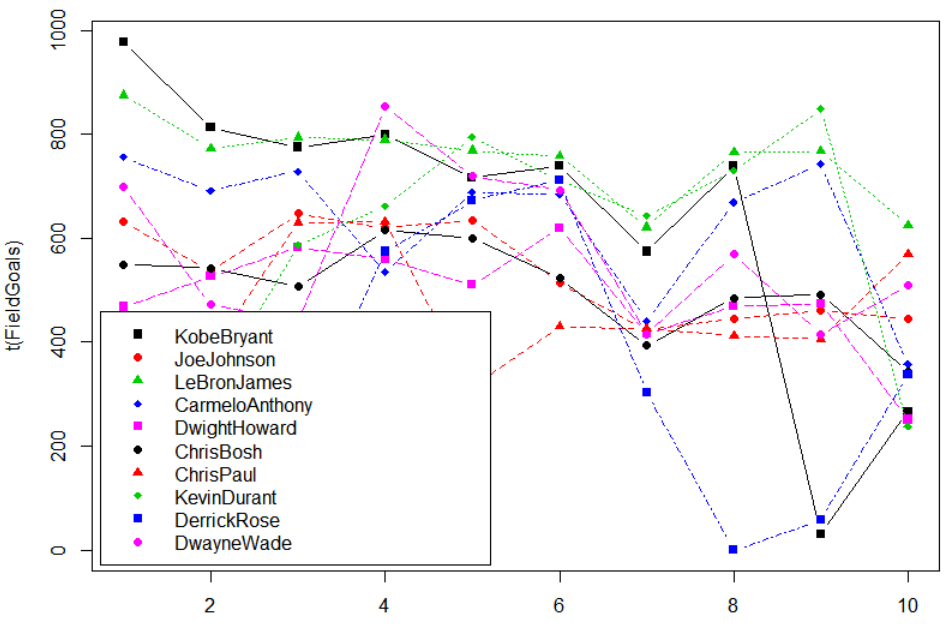 1000
800
600
400
200
0
t(FieldGoals)
KobeBryant
JoeJohnson
LeBronJames
CarmeloAnthony
DwightHoward
ChrisBosh
ChrisPaul
KevinDurant
DerrickRose
DwayneWade
2 4 6 8 10